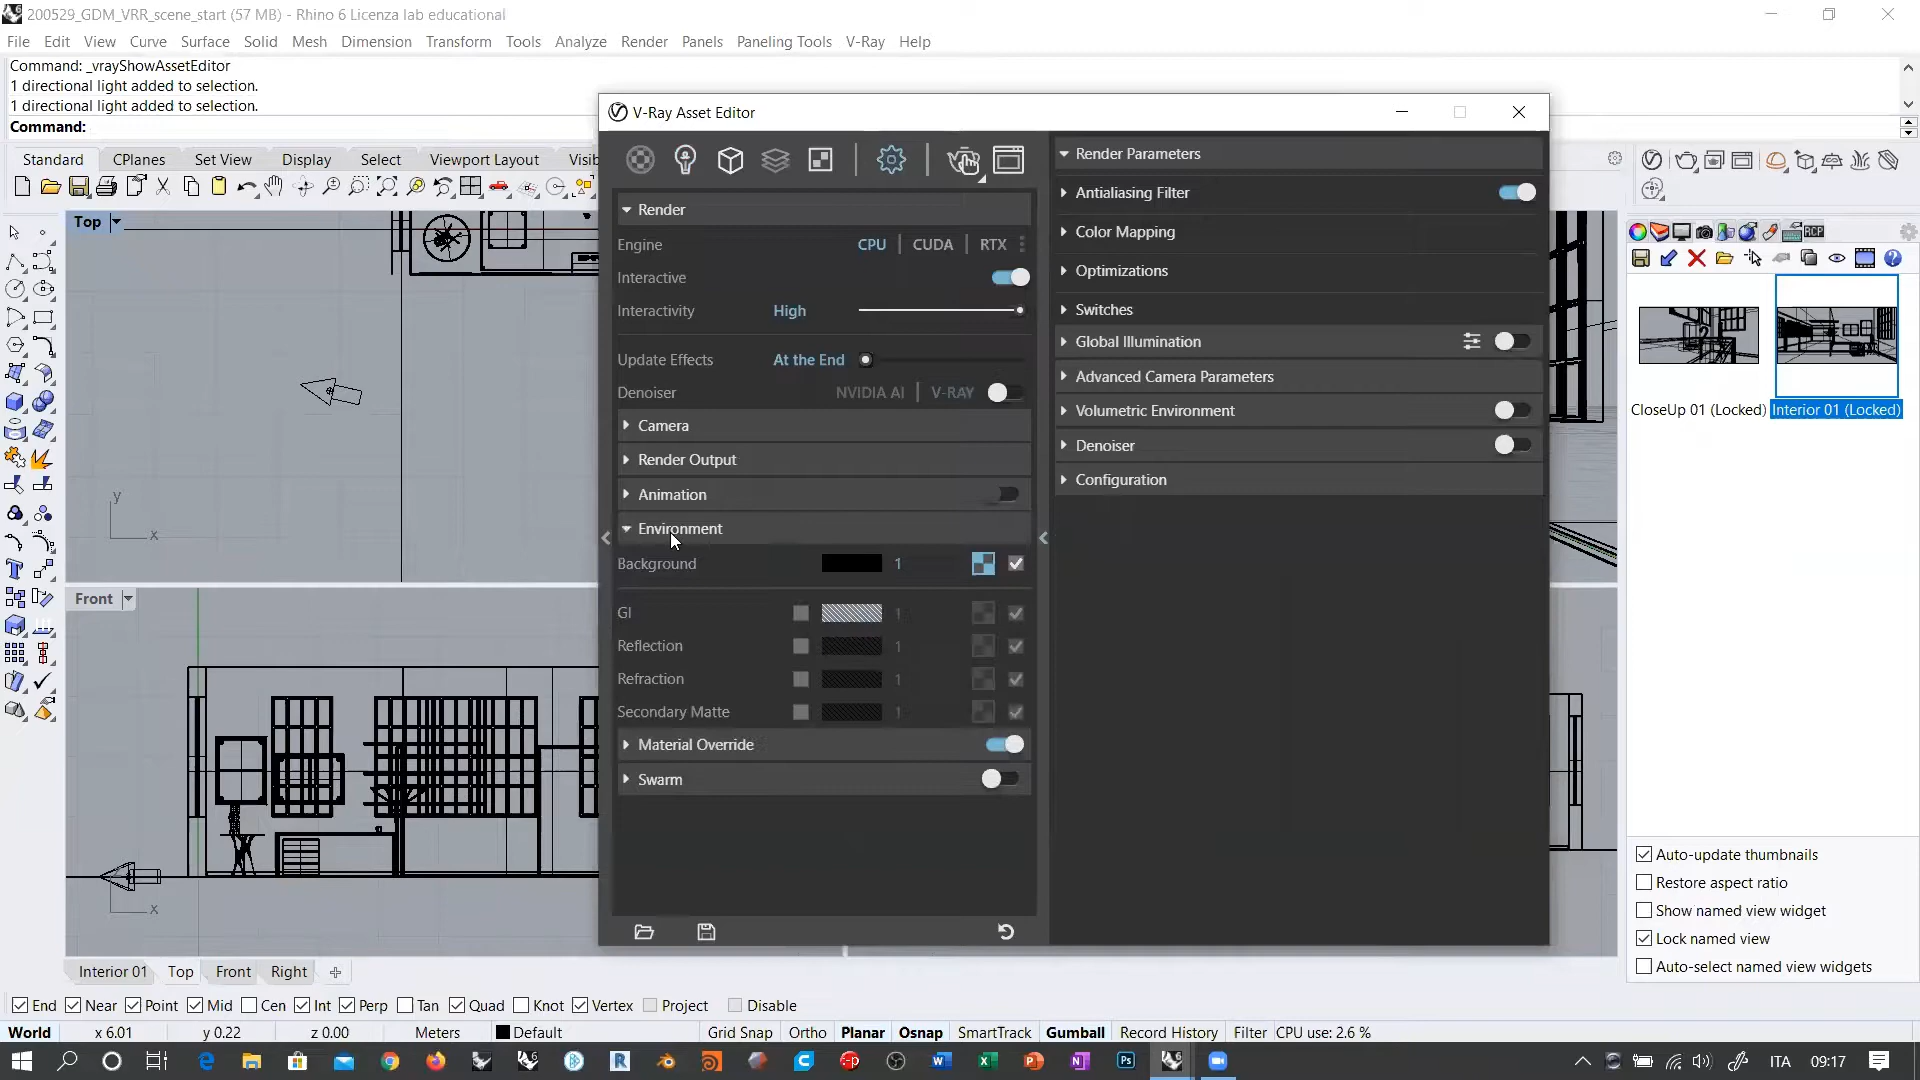 200529_GDM_VRR_scene_start (57 MB) - Rhino 6 Licenza lab educational
File Edit View Curve Surface Solid Mesh Dimension Transform Tools Analyze Render Panels Paneling Tools V-Ray Help
Command: _vrayShowAssetEditor
1 directional light added to selection.
1 directional light added to selection.
Command:
Standard CPlanes Set View Display Select Viewport Layout Visib
Top
y
x
Front
x
V-Ray Asset Editor
Render
Engine CPU CUDA RTX
Interactive
Interactivity High
Update Effects At the End
Denoiser NVIDIA AI V-RAY
Camera
Render Output
Animation
Environment
Background 1
GI 1
Reflection 1
Refraction 1
Secondary Matte 1
Material Override
Swarm
Render Parameters
Antialiasing Filter
Color Mapping
Optimizations
Switches
Global Illumination
Advanced Camera Parameters
Volumetric Environment
Denoiser
Configuration
RCP
CloseUp 01 (Locked) Interior 01 (Locked)
Auto-update thumbnails
Restore aspect ratio
Show named view widget
Lock named view
Auto-select named view widgets
Interior 01 Top Front Right
End Near Point Mid Cen Int Perp Tan Quad Knot Vertex Project Disable
World x 6.01 y 0.22 z 0.00 Meters Default Grid Snap Ortho Planar Osnap SmartTrack Gumball Record History Filter CPU use: 2.6 %
ITA 09:17